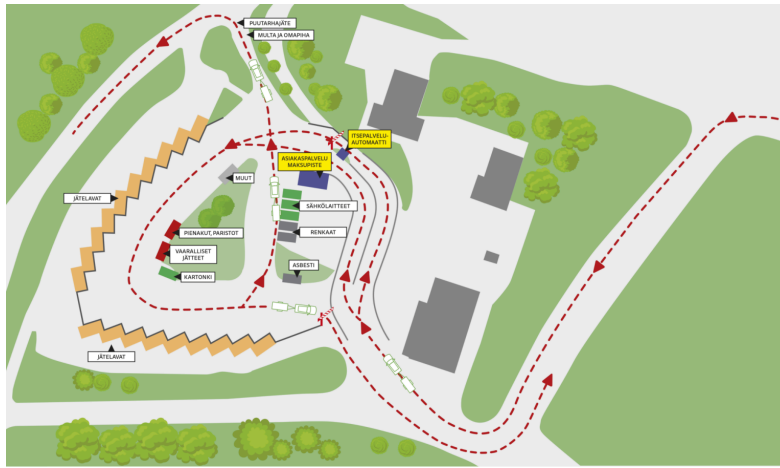 PUUTARHAJÄTE
MULTA JA OMAPIHA
ITSEPALVELU-
AUTOMAATTI
ASIAKASPALVELU
MAKSUPISTE
MUUT
JÄTELAVAT
SÄHKÖLAITTEET
PIENAKUT, PARISTOT
RENKAAT
VAARALLISET
JÄTTEET
ASBESTI
KARTONKI
JÄTELAVAT